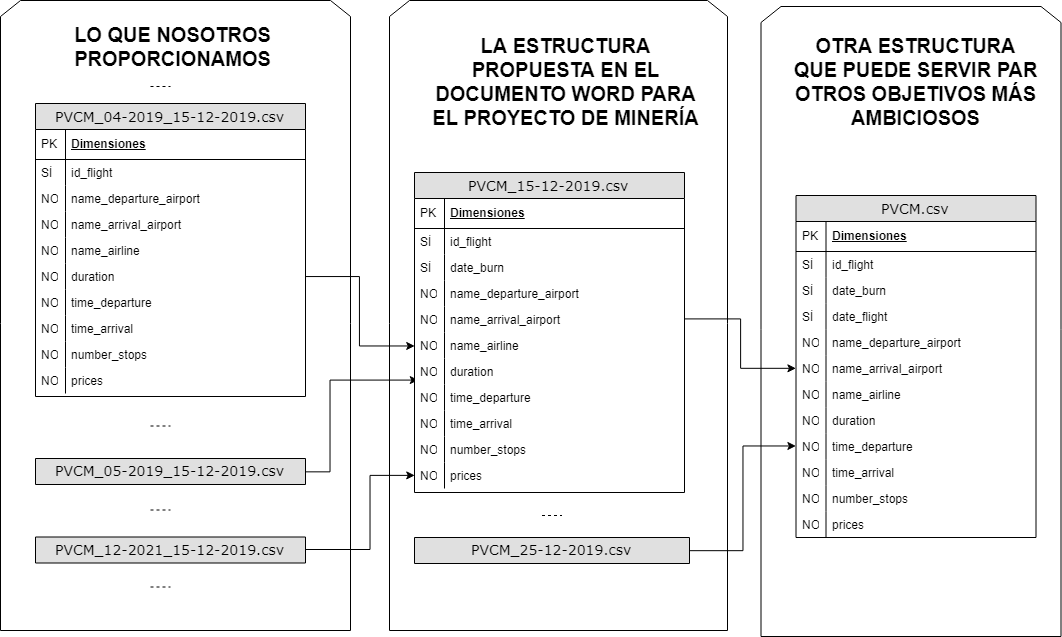 LO QUE NOSOTROS
PROPORCIONAMOS
----
PVCM_04-2019_15-12-2019.csv
PK Dimensiones
SÍ id_flight
NO name_departure_airport
NO name_arrival_airport
NO name_airline
NO duration
NO time_departure
NO time_arrival
NO number_stops
NO prices
----
PVCM_05-2019_15-12-2019.csv
----
PVCM_12-2021_15-12-2019.csv
----
LA ESTRUCTURA
PROPUESTA EN EL
DOCUMENTO WORD PARA
EL PROYECTO DE MINERÍA
PVCM_15-12-2019.csv
PK Dimensiones
SÍ id_flight
SÍ date_burn
NO name_departure_airport
NO name_arrival_airport
NO name_airline
NO duration
NO time_departure
NO time_arrival
NO number_stops
NO prices
----
PVCM_25-12-2019.csv
OTRA ESTRUCTURA
QUE PUEDE SERVIR PAR
OTROS OBJETIVOS MÁS
AMBICIOSOS
PVCM.csv
PK Dimensiones
SÍ id_flight
SÍ date_burn
SÍ date_flight
NO name_departure_airport
NO name_arrival_airport
NO name_airline
NO duration
NO time_departure
NO time_arrival
NO number_stops
NO prices